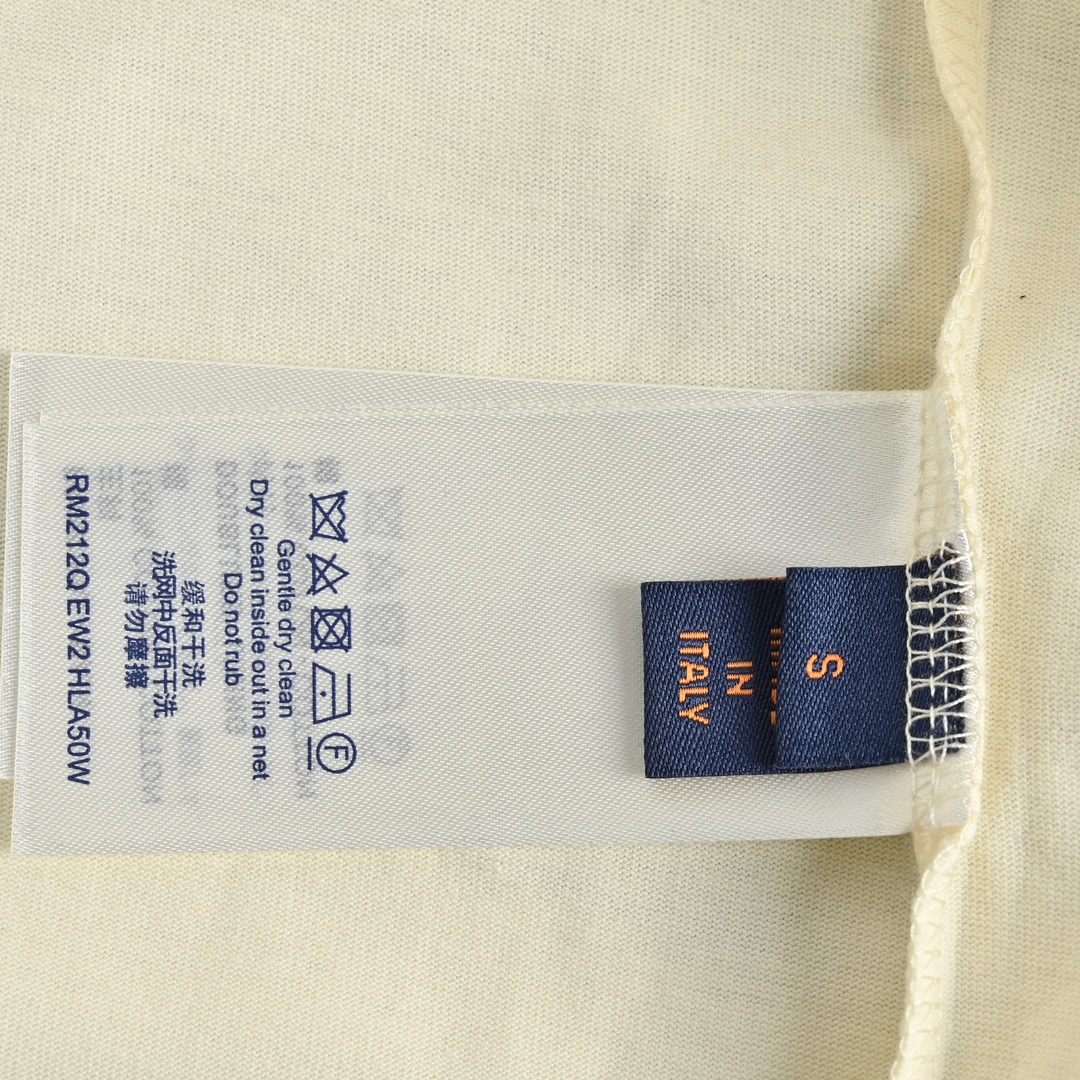 Gentle dry clean
Dry clean inside out in a net
Do not rub
缓和干洗
洗网中反面干洗
请勿摩擦
RM212Q EW2 HLA50W
S
IN
ITALY
F